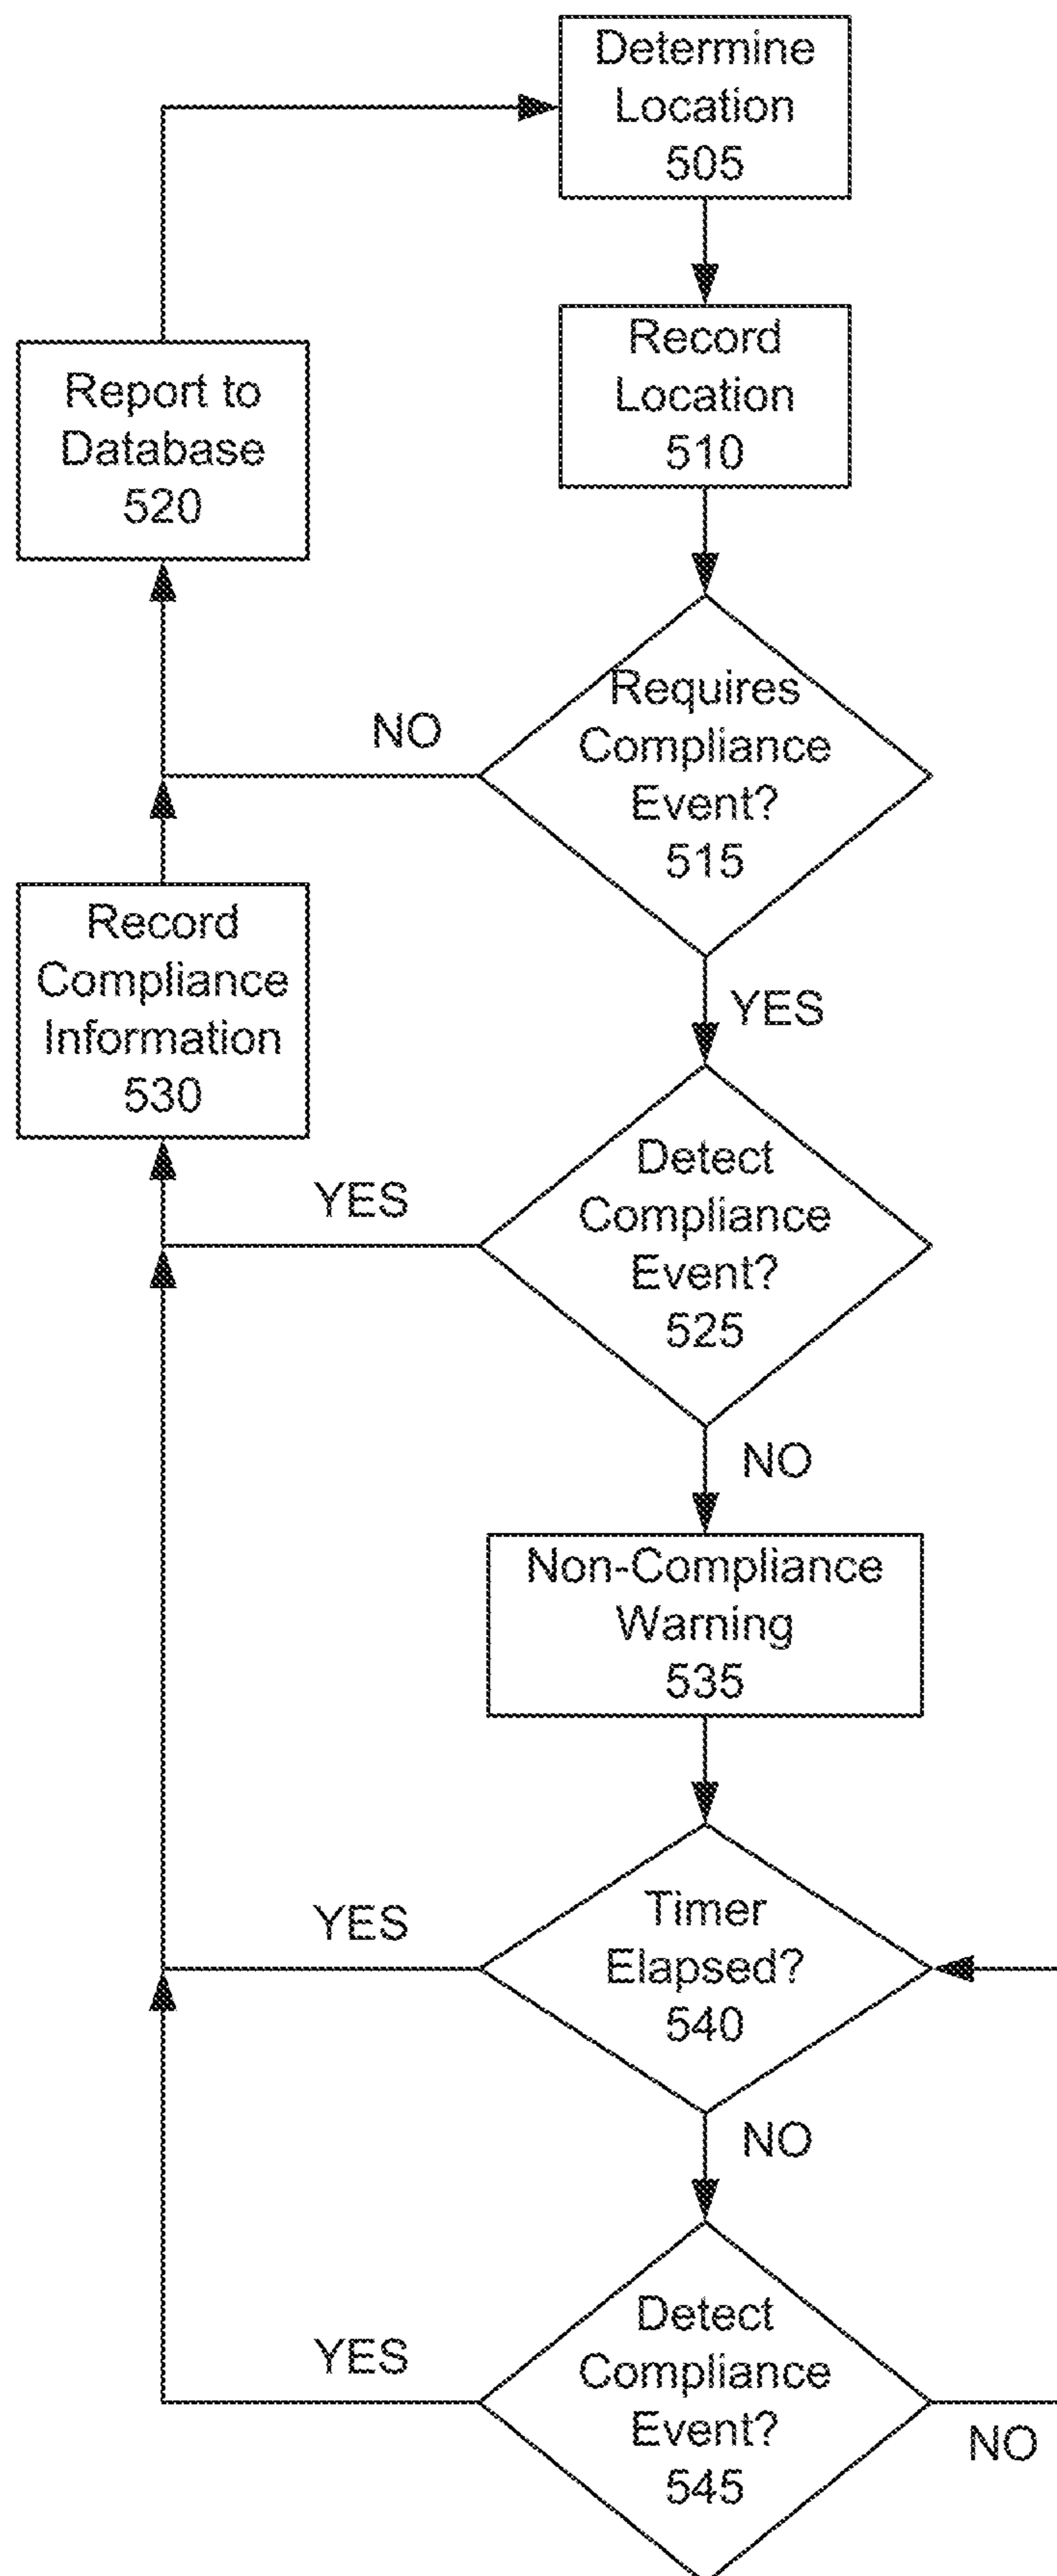 Determine
Location
505
Record
Location
510
Report to
Database
520
Requires
Compliance
Event?
515
NO
YES
Record
Compliance
Information
530
Detect
Compliance
Event?
525
YES
NO
Non-Compliance
Warning
535
Timer
Elapsed?
540
YES
NO
Detect
Compliance
Event?
545
YES
NO